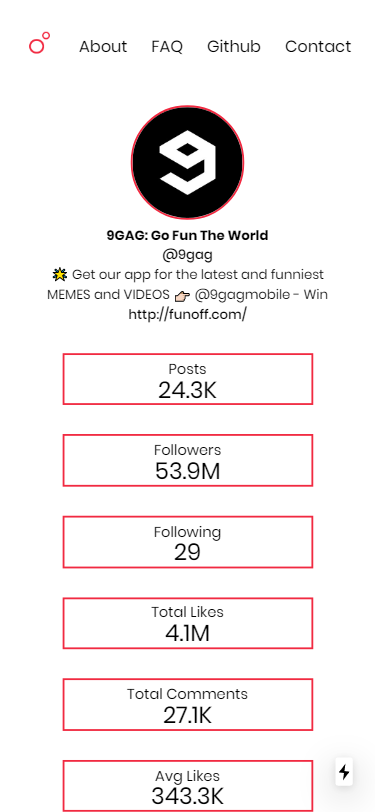 About FAQ Github Contact
9GAG: Go Fun The World
@9gag
🌟 Get our app for the latest and funniest
MEMES and VIDEOS 👉🏻 @9gagmobile - Win
http://funoff.com/
Posts
24.3K
Followers
53.9M
Following
29
Total Likes
4.1M
Total Comments
27.1K
Avg Likes
343.3K